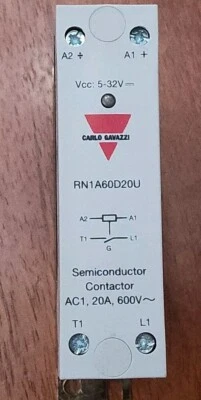 A2 ÷ A1 +
Vcc: 5-32V⎓
CARLO GAVAZZI
RN1A60D20U
A2 A1
T1 L1
G
Semiconductor
Contactor
AC1, 20A, 600V~
T1 L1